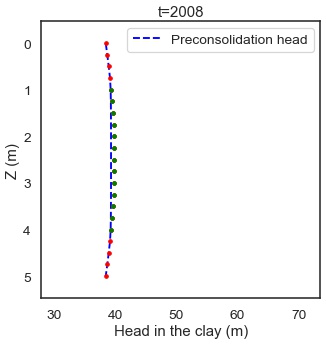 t=2008
Preconsolidation head
0
1
2
3
4
5
Z (m)
30 40 50 60 70
Head in the clay (m)